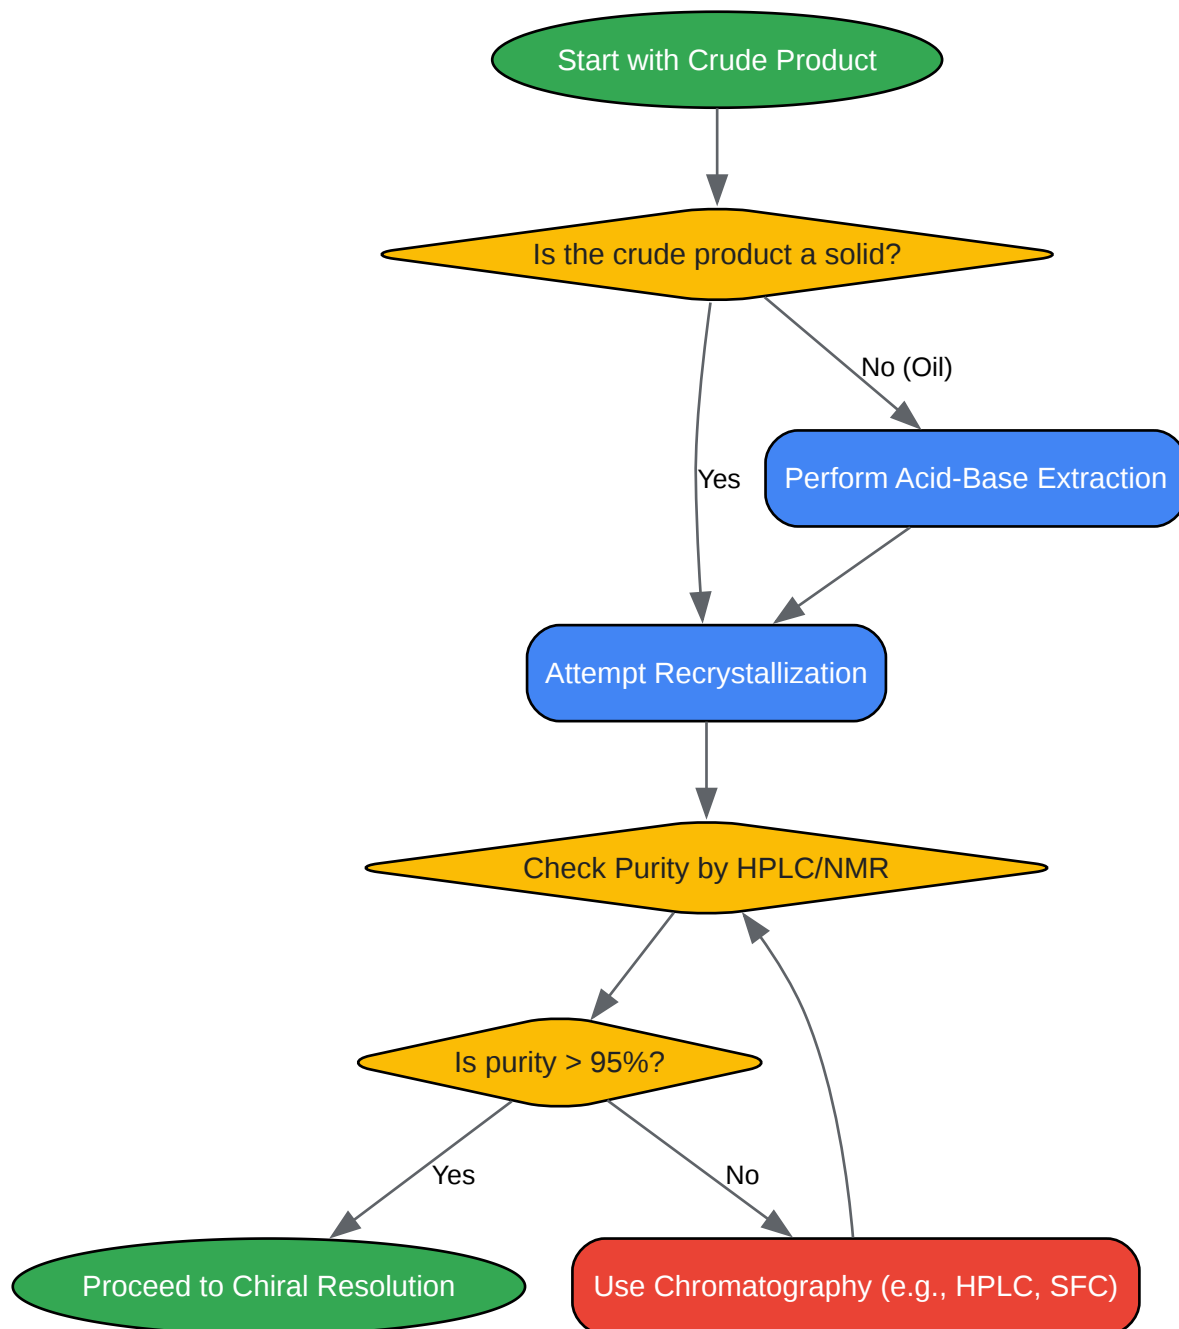 Start with Crude Product
Is the crude product a solid?
No (Oil)
Yes
Perform Acid-Base Extraction
Attempt Recrystallization
Check Purity by HPLC/NMR
Is purity > 95%?
Yes
No
Proceed to Chiral Resolution
Use Chromatography (e.g., HPLC, SFC)